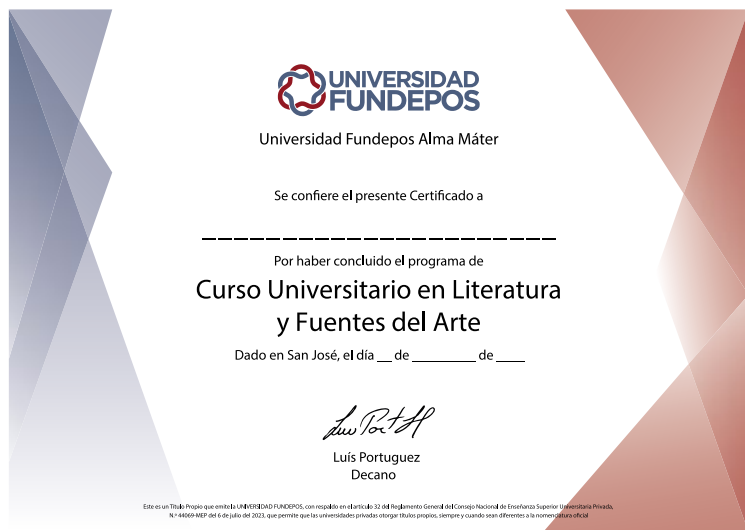 UNIVERSIDAD
FUNDEPOS
Universidad Fundepos Alma Máter
Se confiere el presente Certificado a
_______________________
Por haber concluido el programa de
Curso Universitario en Literatura
y Fuentes del Arte
Dado en San José, el día __ de _________ de ____
Luís Portuguez
Decano
Este es un Título Propio que emite la UNIVERSIDAD FUNDEPOS, con respaldo en el artículo 32 del Reglamento General del Consejo Nacional de Enseñanza Superior Universitaria Privada,
N.º 44069-MEP del 6 de julio del 2023, que permite que las universidades privadas otorgar títulos propios, siempre y cuando sean diferentes a la nomenclatura oficial